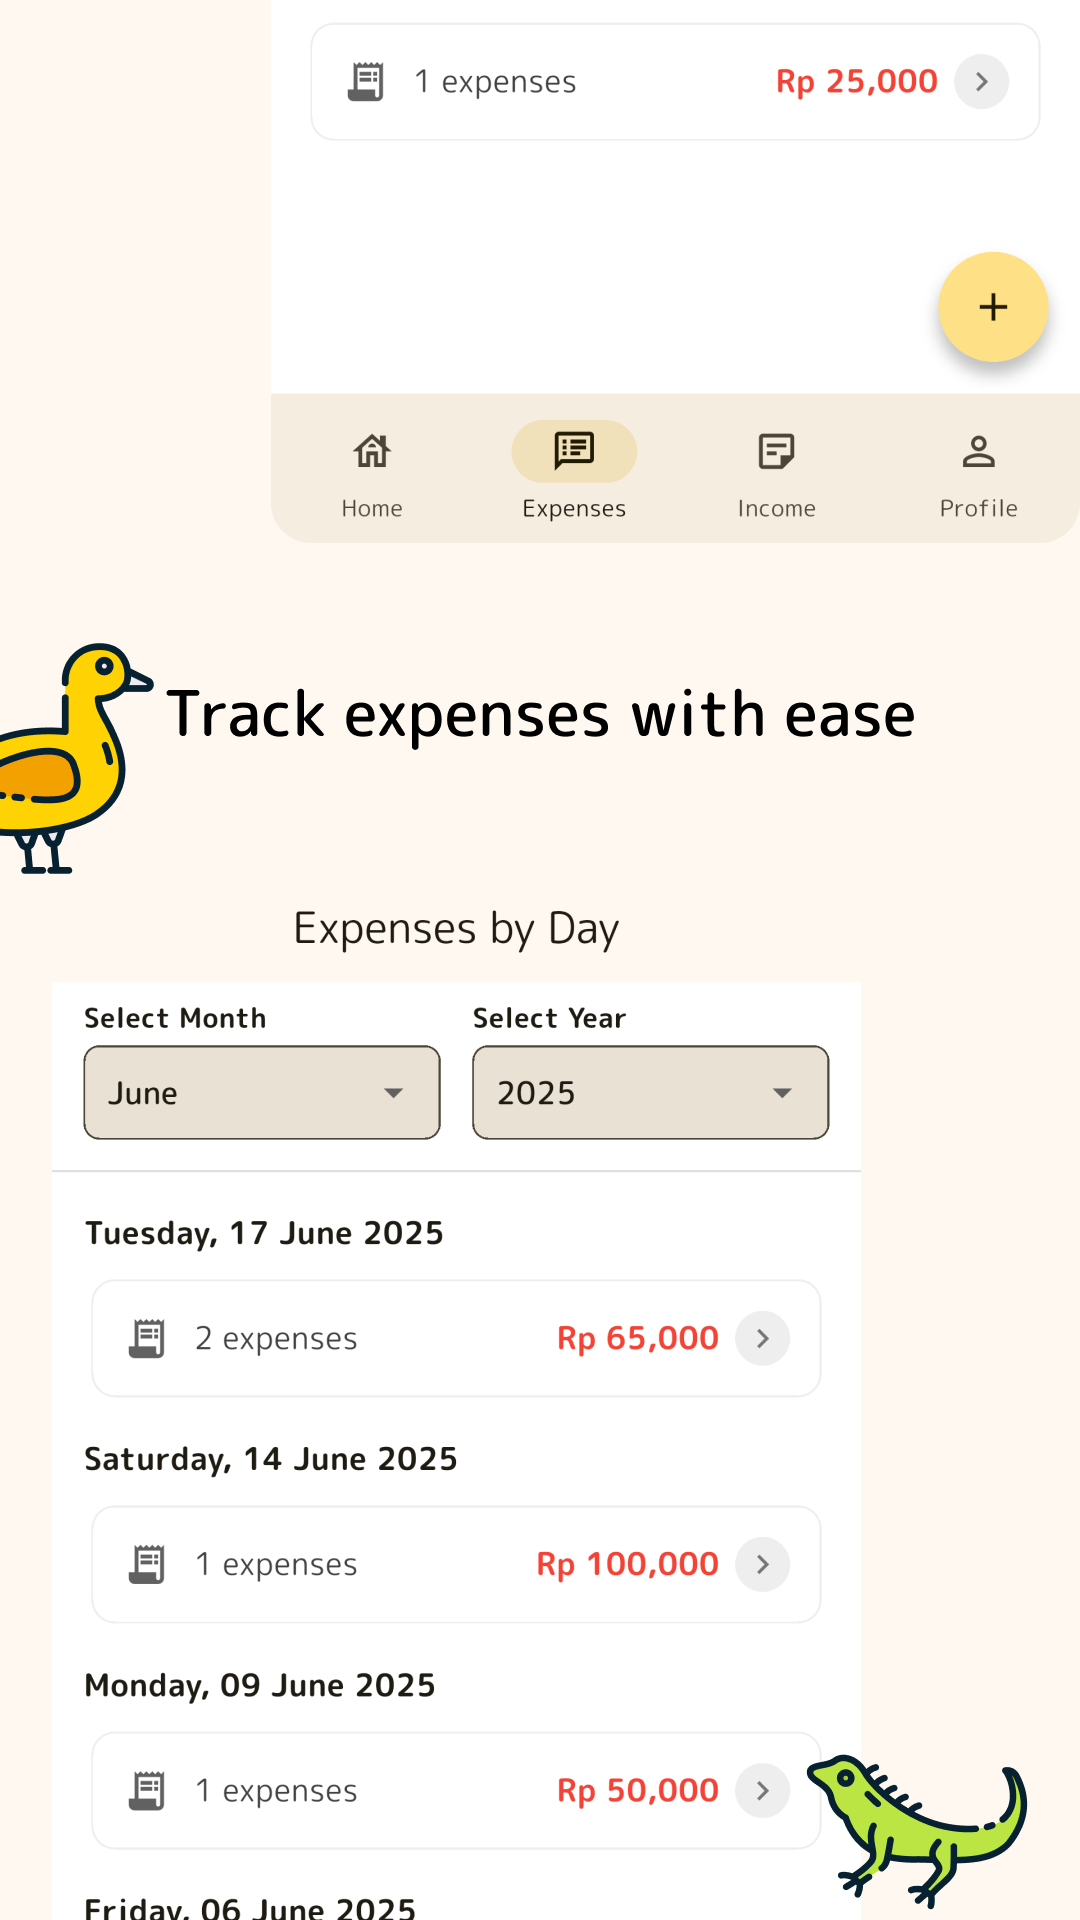 1 expenses Rp 25,000
Home Expenses Income Profile
Track expenses with ease
Expenses by Day
Select Month Select Year
June 2025
Tuesday, 17 June 2025
2 expenses Rp 65,000
Saturday, 14 June 2025
1 expenses Rp 100,000
Monday, 09 June 2025
1 expenses Rp 50,000
Friday, 06 June 2025